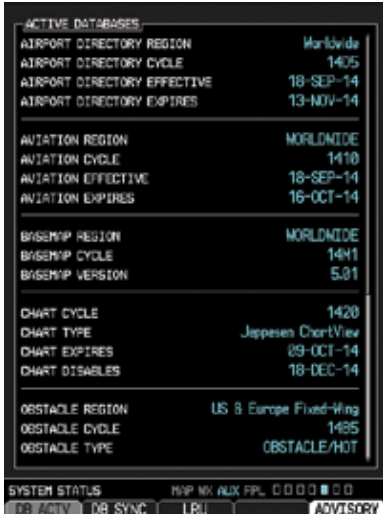 ACTIVE DATABASES
AIRPORT DIRECTORY REGION Worldwide
AIRPORT DIRECTORY CYCLE 14D5
AIRPORT DIRECTORY EFFECTIVE 18-SEP-14
AIRPORT DIRECTORY EXPIRES 13-NOV-14
AVIATION REGION WORLDWIDE
AVIATION CYCLE 1410
AVIATION EFFECTIVE 18-SEP-14
AVIATION EXPIRES 16-OCT-14
BASEMAP REGION WORLDWIDE
BASEMAP CYCLE 14M1
BASEMAP VERSION 5.01
CHART CYCLE 1420
CHART TYPE Jeppesen ChartView
CHART EXPIRES 09-OCT-14
CHART DISABLES 18-DEC-14
OBSTACLE REGION US & Europe Fixed-Wing
OBSTACLE CYCLE 14B5
OBSTACLE TYPE OBSTACLE/HOT
SYSTEM STATUS MAP WX AUX FPL
DB ACTV DB SYNC LRU ADVISORY